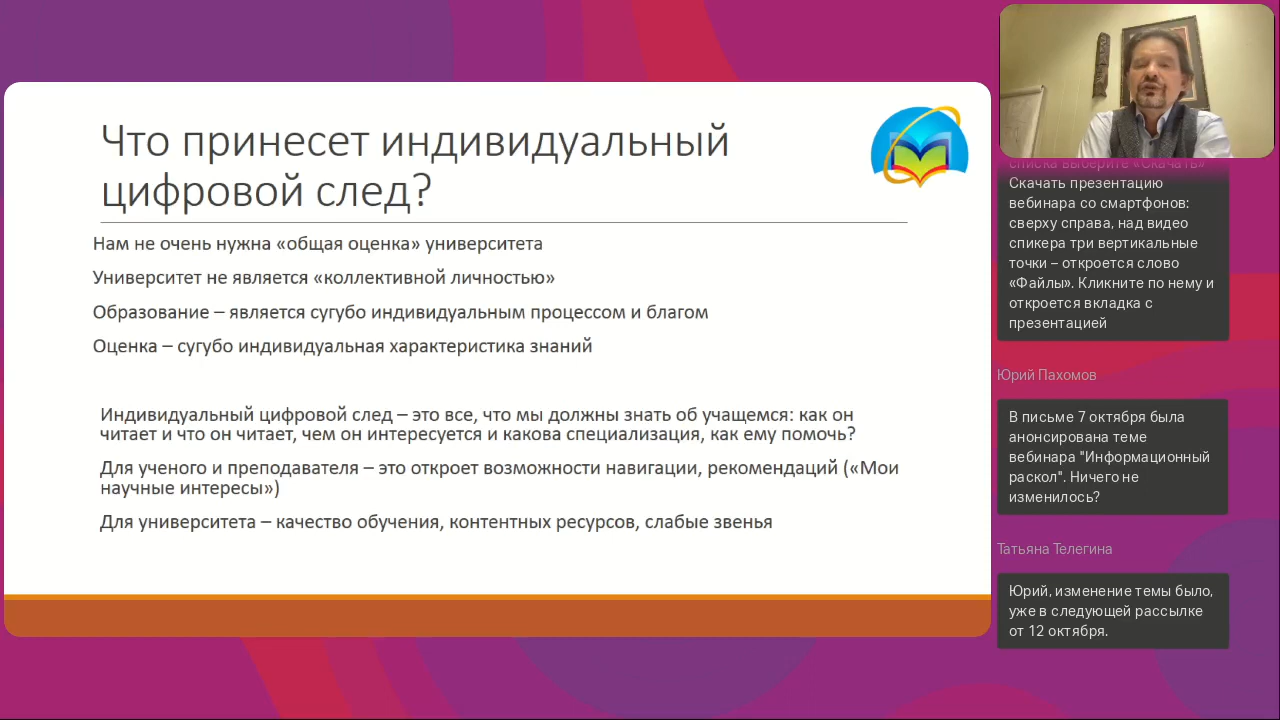 Что принесет индивидуальный
цифровой след?
Нам не очень нужна «общая оценка» университета
Университет не является «коллективной личностью»
Образование – является сугубо индивидуальным процессом и благом
Оценка – сугубо индивидуальная характеристика знаний
Индивидуальный цифровой след – это все, что мы должны знать об учащемся: как он
читает и что он читает, чем он интересуется и какова специализация, как ему помочь?
Для ученого и преподавателя – это откроет возможности навигации, рекомендаций («Мои
научные интересы»)
Для университета – качество обучения, контентных ресурсов, слабые звенья
списка выберите «Скачать»
Скачать презентацию
вебинара со смартфонов:
сверху справа, над видео
спикера три вертикальные
точки – откроется слово
«Файлы». Кликните по нему и
откроется вкладка с
презентацией
Юрий Пахомов
В письме 7 октября была
анонсирована теме
вебинара "Информационный
раскол". Ничего не
изменилось?
Татьяна Телегина
Юрий, изменение темы было,
уже в следующей рассылке
от 12 октября.